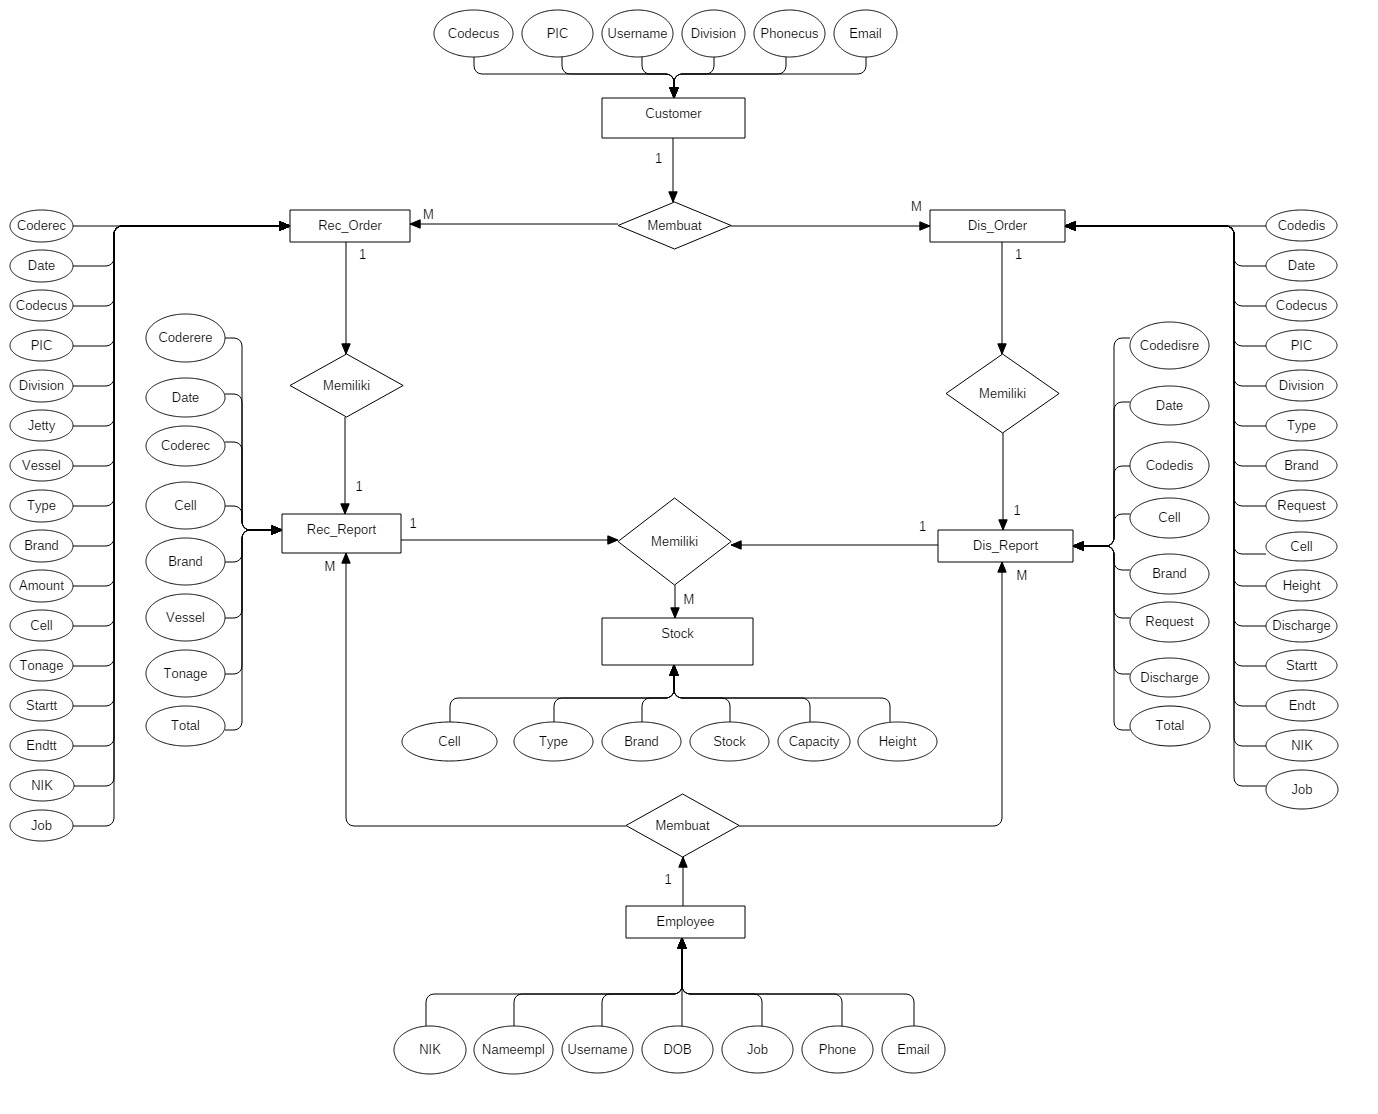 Codecus PIC Username Division Phonecus Email
Customer
1
Membuat
M
M
Rec_Order
1
Dis_Order
1
Coderec
Date
Codecus
PIC
Division
Jetty
Vessel
Type
Brand
Amount
Cell
Tonage
Startt
Endtt
NIK
Job
Coderere
Date
Coderec
Cell
Brand
Vessel
Tonage
Total
Memiliki
1
Rec_Report
1
M
Memiliki
M
Stock
Cell Type Brand Stock Capacity Height
Memiliki
1
1
Dis_Report
M
Codedisre
Date
Codedis
Cell
Brand
Request
Discharge
Total
Codedis
Date
Codecus
PIC
Division
Type
Brand
Request
Cell
Height
Discharge
Startt
Endt
NIK
Job
Membuat
1
Employee
NIK Nameempl Username DOB Job Phone Email